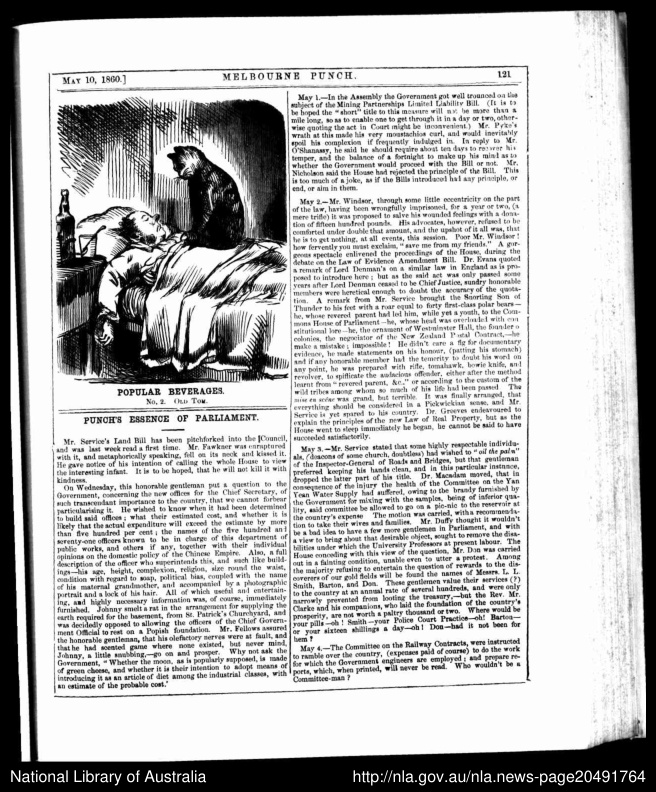 May 10, 1860.]
MELBOURNE PUNCH.
121
POPULAR BEVERAGES.
No. 2. Old Tom.
PUNCH'S ESSENCE OF PARLIAMENT.
Mr. Service's Land Bill has been pitchforked into the Council,
and was last week read a first time. Mr. Fawkner was enraptured
with it, and metaphorically speaking, fell on its neck and kissed it.
He gave notice of his intention of calling the whole House to view
the interesting infant. It is to be hoped, that he will not kill it with
kindness.
On Wednesday, this honorable gentleman put a question to the
Government, concerning the new offices for the Chief Secretary, of
such transcendant importance to the country, that we cannot forbear
particularising it. He wished to know when it had been determined
to build said offices; what their estimated cost, and whether it is
likely that the actual expenditure will exceed the estimate by more
than five hundred per cent; the names of the five hundred and
seventy-one officers known to be in charge of this department of
public works, and others if any, together with their individual
opinions on the domestic policy of the Chinese Empire. Also, a full
description of the officer who superintends this, and such like build-
ings—his age, height, complexion, religion, size round the waist,
condition with regard to soap, political bias, coupled with the name
of his maternal grandmother, and accompanied by a photographic
portrait and a lock of his hair. All of which useful and entertain-
ing, and highly necessary information was, of course, immediately
furnished. Johnny smelt a rat in the arrangement for supplying the
earth required for the basement, from St. Patrick's Churchyard, and
was decidedly opposed to allowing the officers of the Chief Govern-
ment Official to rest on a Popish foundation. Mr. Fellows assured
the honorable gentleman, that his olfactory nerves were at fault, and
that he had scented game where none existed, but never mind,
Johnny, a little snubbing,—go on and prosper. Why not ask the
Government, "Whether the moon, as is popularly supposed, is made
of green cheese, and whether it is their intention to adopt means of
introducing it as an article of diet among the industrial classes, with
an estimate of the probable cost.'
May 1.—In the Assembly the Government got well trounced on the
subject of the Mining Partnerships Limited Liability Bill. (It is to
be hoped the "short" title to this measure will not be more than a
mile long, so as to enable one to get through it in a day or two, other-
wise quoting the act in Court might be inconvenient.) Mr. Pyke's
wrath at this made his very moustachios curl, and would inevitably
spoil his complexion if frequently indulged in. In reply to Mr.
O'Shanassy, he said he should require about ten days to recover his
temper, and the balance of a fortnight to make up his mind as to
whether the Government would proceed with the Bill or not. Mr.
Nicholson said the House had rejected the principle of the Bill. This
is too much of a joke, as if the Bills introduced had any principle, or
end, or aim in them.
May 2.—Mr. Windsor, through some little eccentricity on the part
of the law, having been wrongfully imprisoned, for a year or two, (a
mere trifle) it was proposed to salve his wounded feelings with a dona-
tion of fifteen hundred pounds. His advocates, however, refused to be
comforted under double that amount, and the upshot of it all was, that
he is to get nothing, at all events, this session. Poor Mr. Windsor!
how fervently you must exclaim, "save me from my friends." A gor-
geous spectacle enlivened the proceedings of the House, during the
debate on the Law of Evidence Amendment Bill. Dr. Evans quoted
a remark of Lord Denman's on a similar law in England as is pro-
posed to introduce here; but as the said act was only passed some
years after Lord Denman ceased to be Chief Justice, sundry honorable
members were heretical enough to doubt the accuracy of the quota-
tion. A remark from Mr. Service brought the Snorting Son of
Thunder to his feet with a roar equal to forty first-class polar bears—
he, whose revered parent had led him, while yet a youth, to the Com-
mons House of Parliament—he, whose head was overloaded with con
stitutional lore—he, the ornament of Westminster Hall, the founder o
colonies, the negociator of the New Zealand Postal Contract,—he
make a mistake; impossible! He didn't care a fig for documentary
evidence, he made statements on his honour, (patting his stomach)
and if any honorable member had the temerity to doubt his word on
any point, he was prepared with rifle, tomahawk, bowie knife, and
revolver, to spifflicate the audacious offender, either after the method
learnt from "revered parent, &c.," or according to the custom of the
wild tribes among whom so much of his life had been passed The
mise en scène was grand, but terrible. It was finally arranged, that
everything should be considered in a Pickwickian sense, and Mr.
Service is yet spared to his country. Dr. Greeves endeavoured to
explain the principles of the new Law of Real Property, but as the
House went to sleep immediately he began, he cannot be said to have
succeeded satisfactorily.
May 3.—Mr. Service stated that some highly respectable individu-
als, (deacons of some church, doubtless) had wished to "oil the palm"
of the Inspector-General of Roads and Bridges, but that gentleman
preferred keeping his hands clean, and in this particular instance,
dropped the latter part of his title. Dr. Macadam moved, that in
consequence of the injury the health of the Committee on the Yan
Yean Water Supply had suffered, owing to the brandy furnished by
the Government for mixing with the samples, being of inferior qua-
lity, said committee be allowed to go a pic-nic to the reservoir at
the country's expense The motion was carried, with a recommenda-
tion to take their wives and families. Mr. Duffy thought it wouldn't
be a bad idea to have a few more gentlemen in Parliament, and with
a view to bring about that desirable object, sought to remove the disa-
bilities under which the University Professors at present labour. The
House conceding with this view of the question, Mr. Don was carried
out in a fainting condition, unable even to utter a protest. Among
the majority refusing to entertain the question of rewards to the dis-
coverers of our gold fields will be found the names of Messrs. L. L.
Smith, Barton, and Don. These gentlemen value their services (?)
to the country at an annual rate of several hundreds, and were only
narrowly prevented from looting the treasury,—but the Rev. Mr.
Clarke and his companions, who laid the foundation of the country's
prosperity, are not worth a paltry thousand or two. Where would be
your pills—oh! Smith—your Police Court Practice—oh! Barton—
or your sixteen shillings a day—oh! Don—had it not been for
hem?
May 4.—The Committee on the Railway Contracts, were instructed
to ramble over the country, (expenses paid of course) to do the work
for which the Government engineers are employed; and prepare re-
ports, which, when printed, will never be read. Who wouldn't be a
Committee-man?
National Library of Australia
http://nla.gov.au/nla.news-page20491764